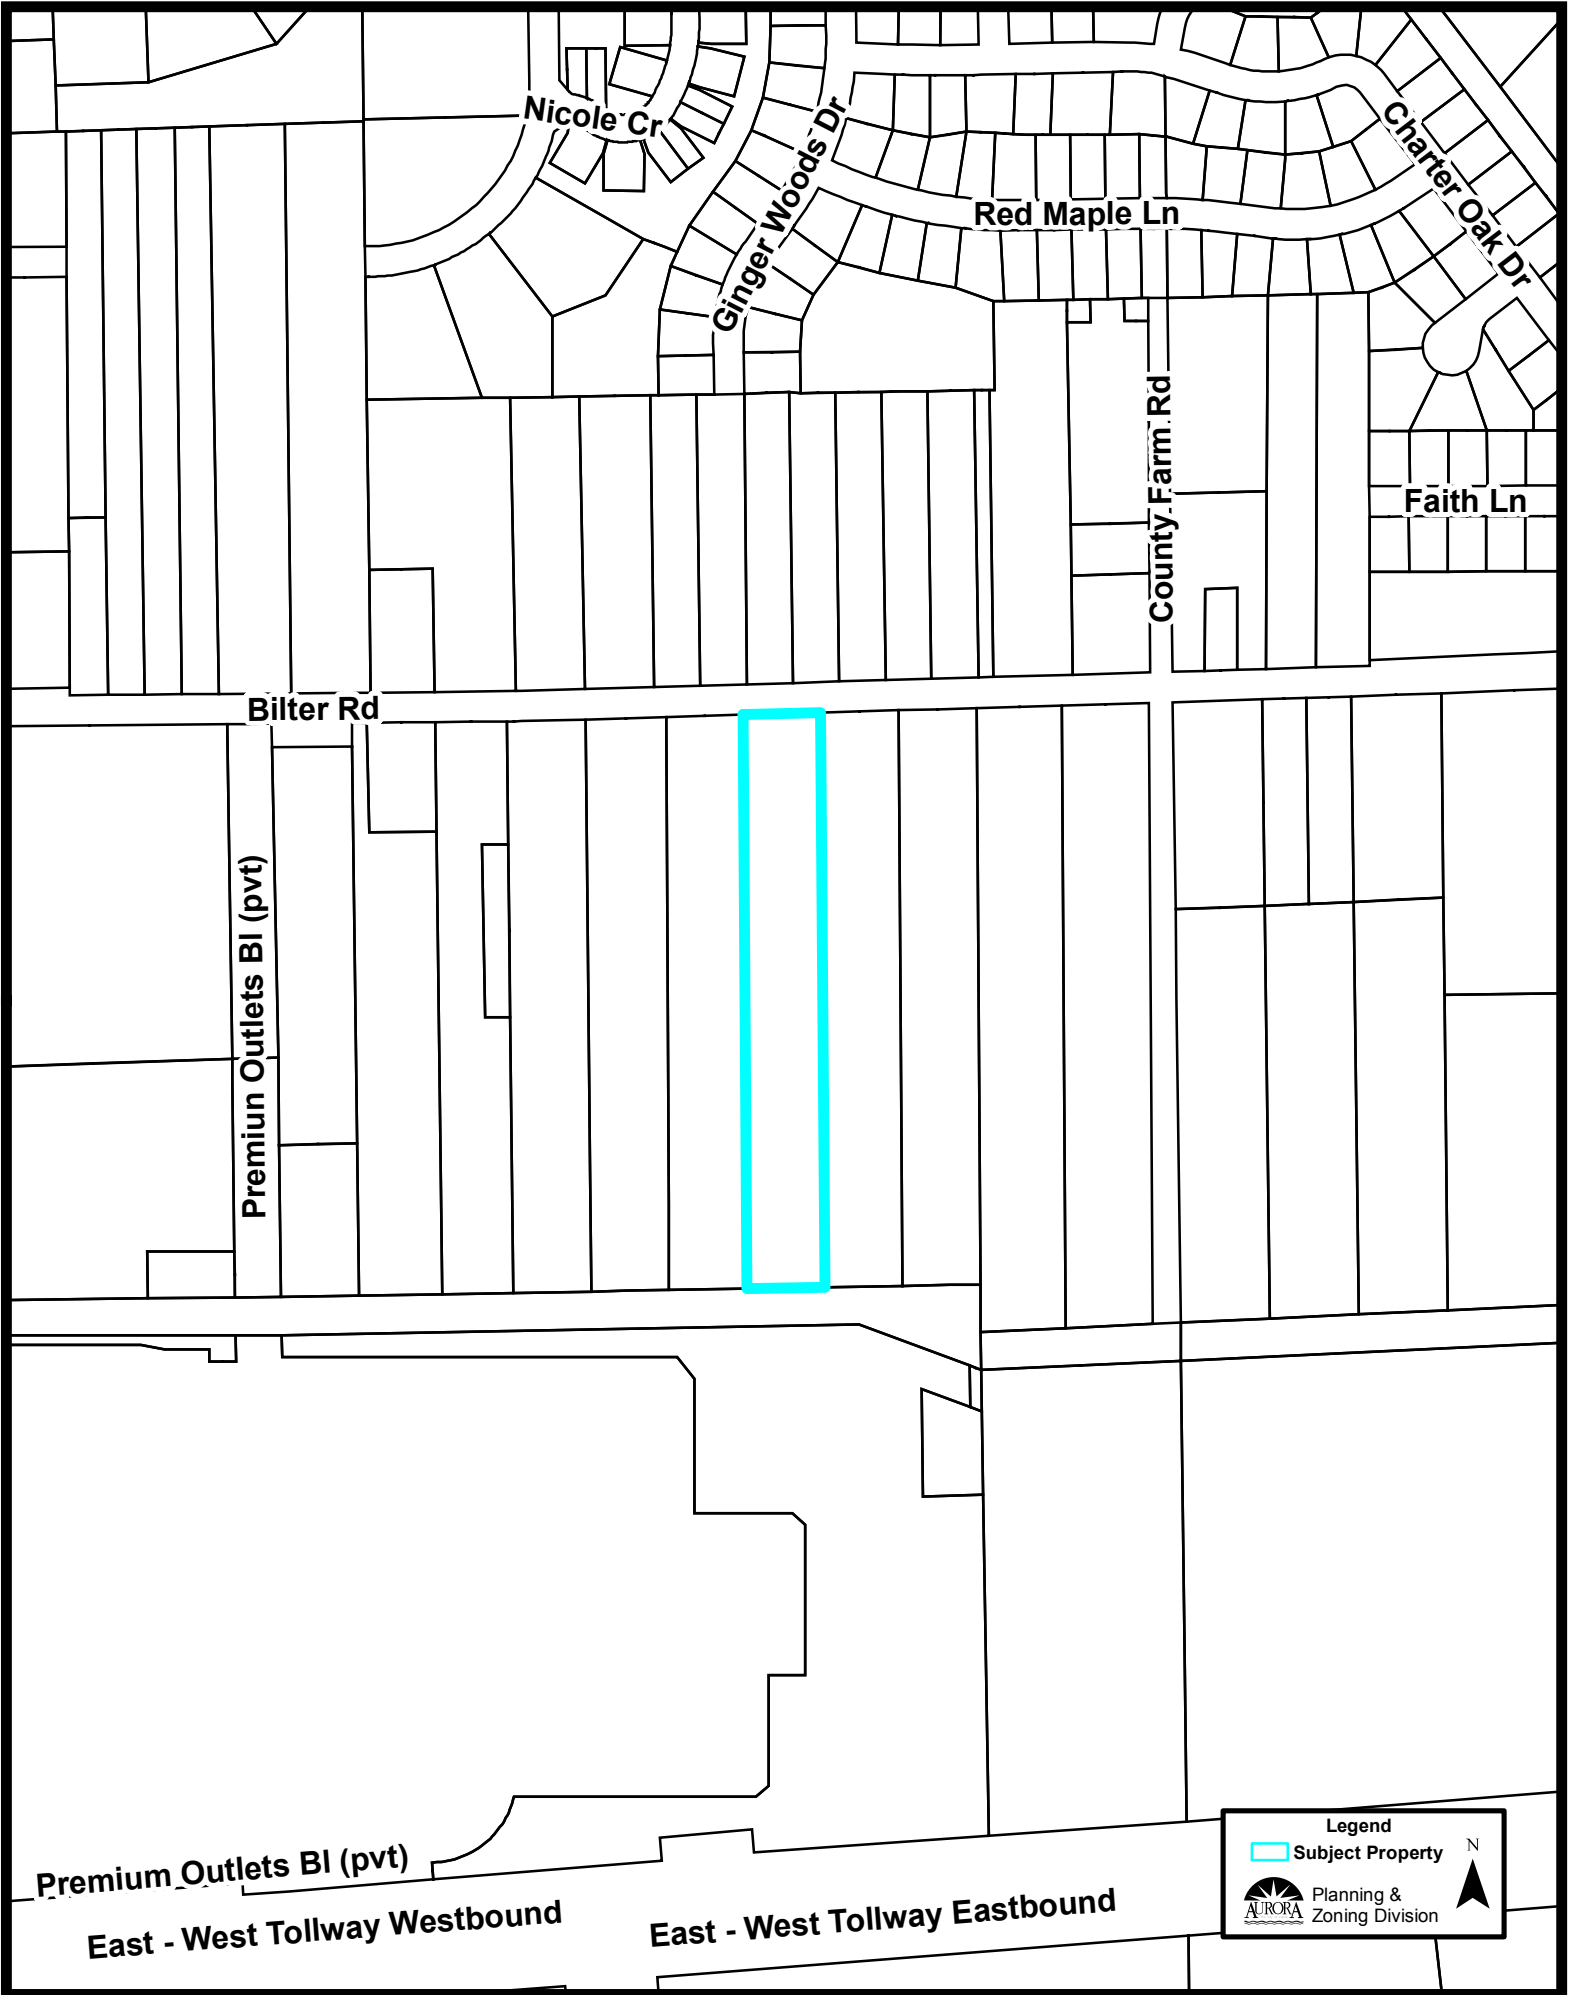 Nicole Cr
Ginger Woods Dr
Charter Oak Dr
Red Maple Ln
County Farm Rd
Faith Ln
Bilter Rd
Premiun Outlets Bl (pvt)
Premium Outlets Bl (pvt)
East - West Tollway Westbound
East - West Tollway Eastbound
Legend
Subject Property
N
AURORA
Planning &
Zoning Division